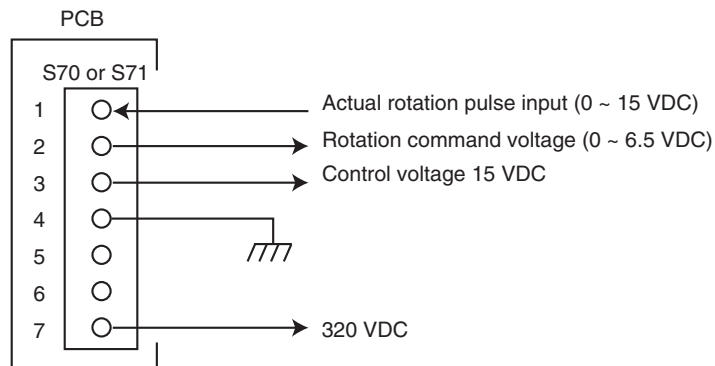 PCB
S70 or S71
1 Actual rotation pulse input (0 ~ 15 VDC)
2 Rotation command voltage (0 ~ 6.5 VDC)
3 Control voltage 15 VDC
4
5
6
7 320 VDC